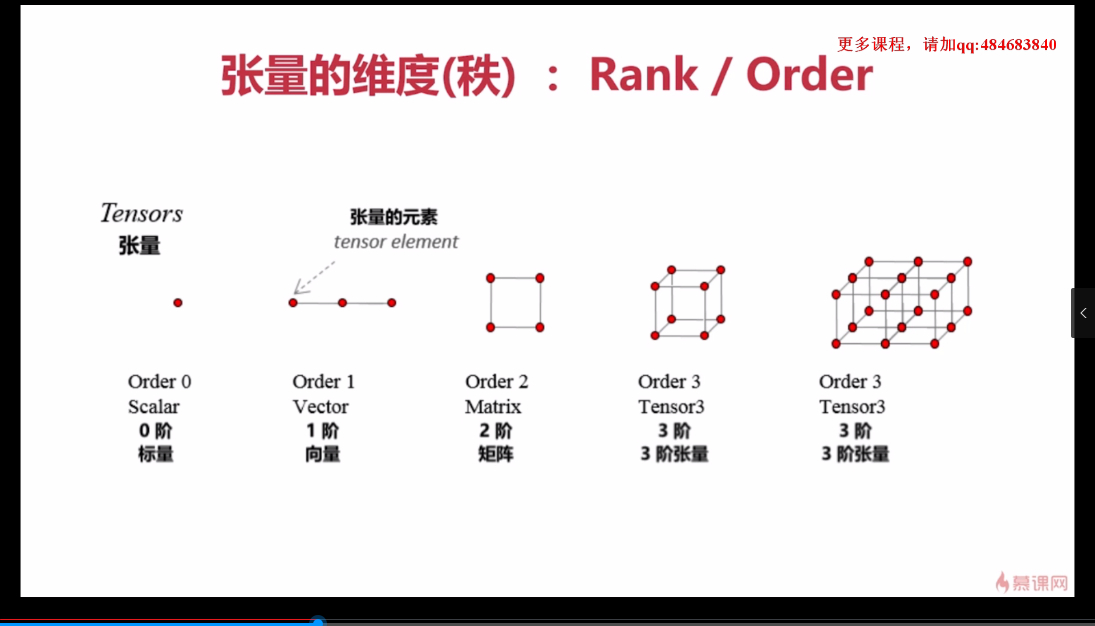 更多课程，请加qq:484683840
张量的维度(秩) ： Rank / Order
Tensors
张量
张量的元素
tensor element
Order 0
Scalar
0 阶
标量
Order 1
Vector
1 阶
向量
Order 2
Matrix
2 阶
矩阵
Order 3
Tensor3
3 阶
3 阶张量
Order 3
Tensor3
3 阶
3 阶张量
慕课网